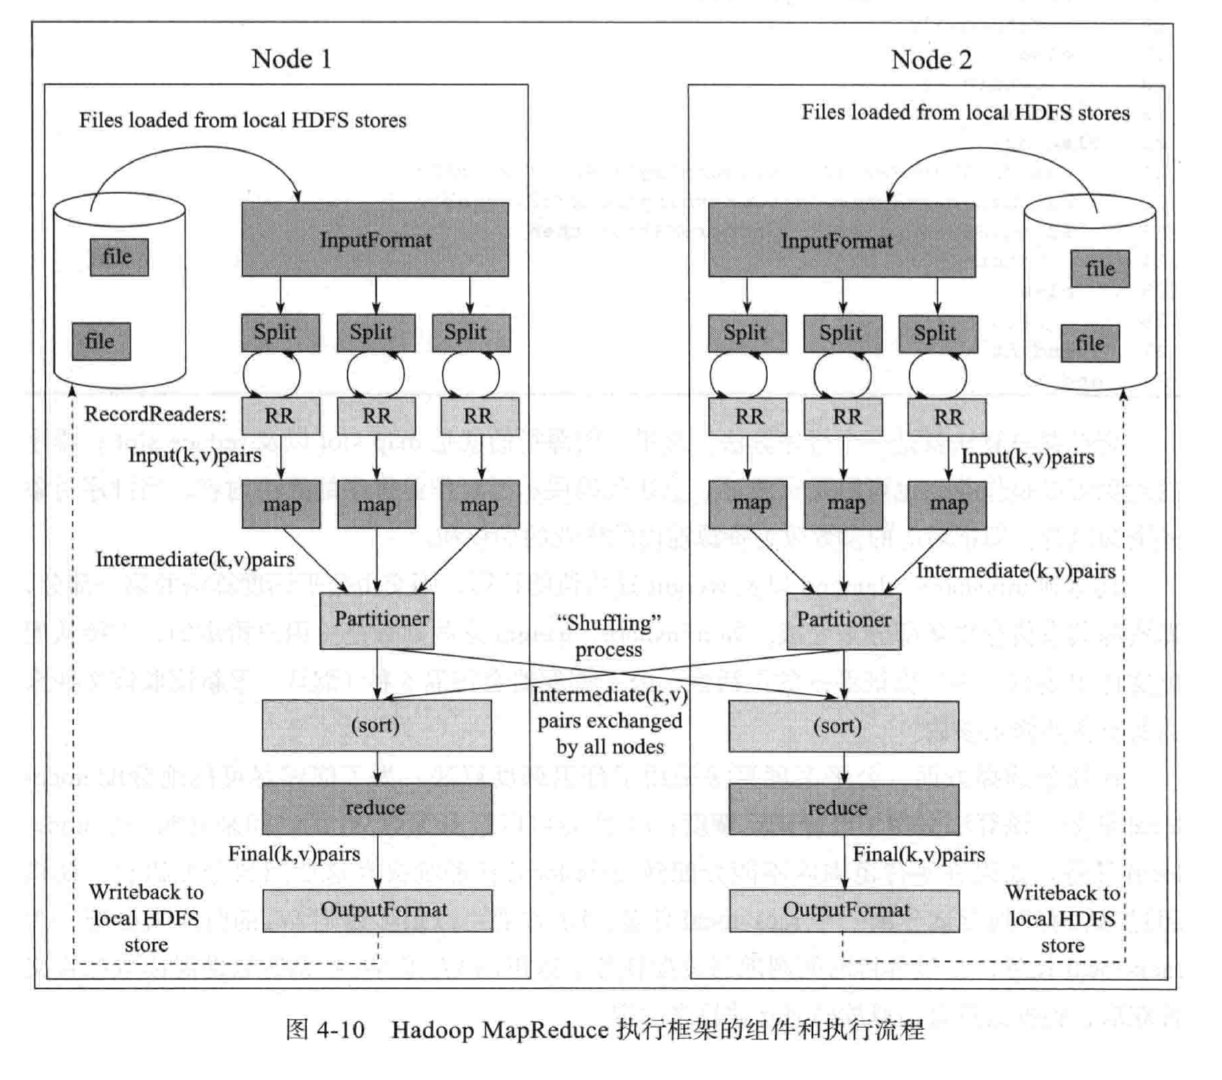 Node 1
Files loaded from local HDFS stores
file
file
InputFormat
Split
Split
Split
RecordReaders:
RR
RR
RR
Input(k,v)pairs
map
map
map
Intermediate(k,v)pairs
Partitioner
(sort)
reduce
Final(k,v)pairs
OutputFormat
Writeback to
local HDFS
store
"Shuffling"
process
Intermediate(k,v)
pairs exchanged
by all nodes
Node 2
Files loaded from local HDFS stores
file
file
InputFormat
Split
Split
Split
RR
RR
RR
Input(k,v)pairs
map
map
map
Intermediate(k,v)pairs
Partitioner
(sort)
reduce
Final(k,v)pairs
OutputFormat
Writeback to
local HDFS
store
图 4-10 Hadoop MapReduce 执行框架的组件和执行流程